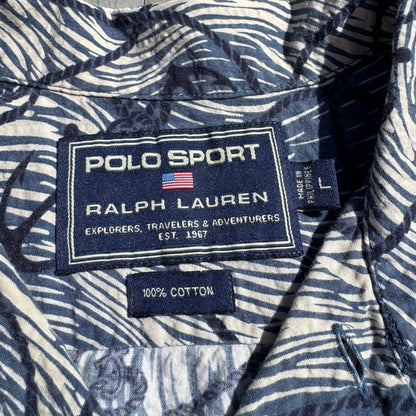 POLO SPORT
RALPH LAUREN
EXPLORERS, TRAVELERS & ADVENTURERS
EST. 1967
MADE IN
PHILIPPINES
L
100% COTTON